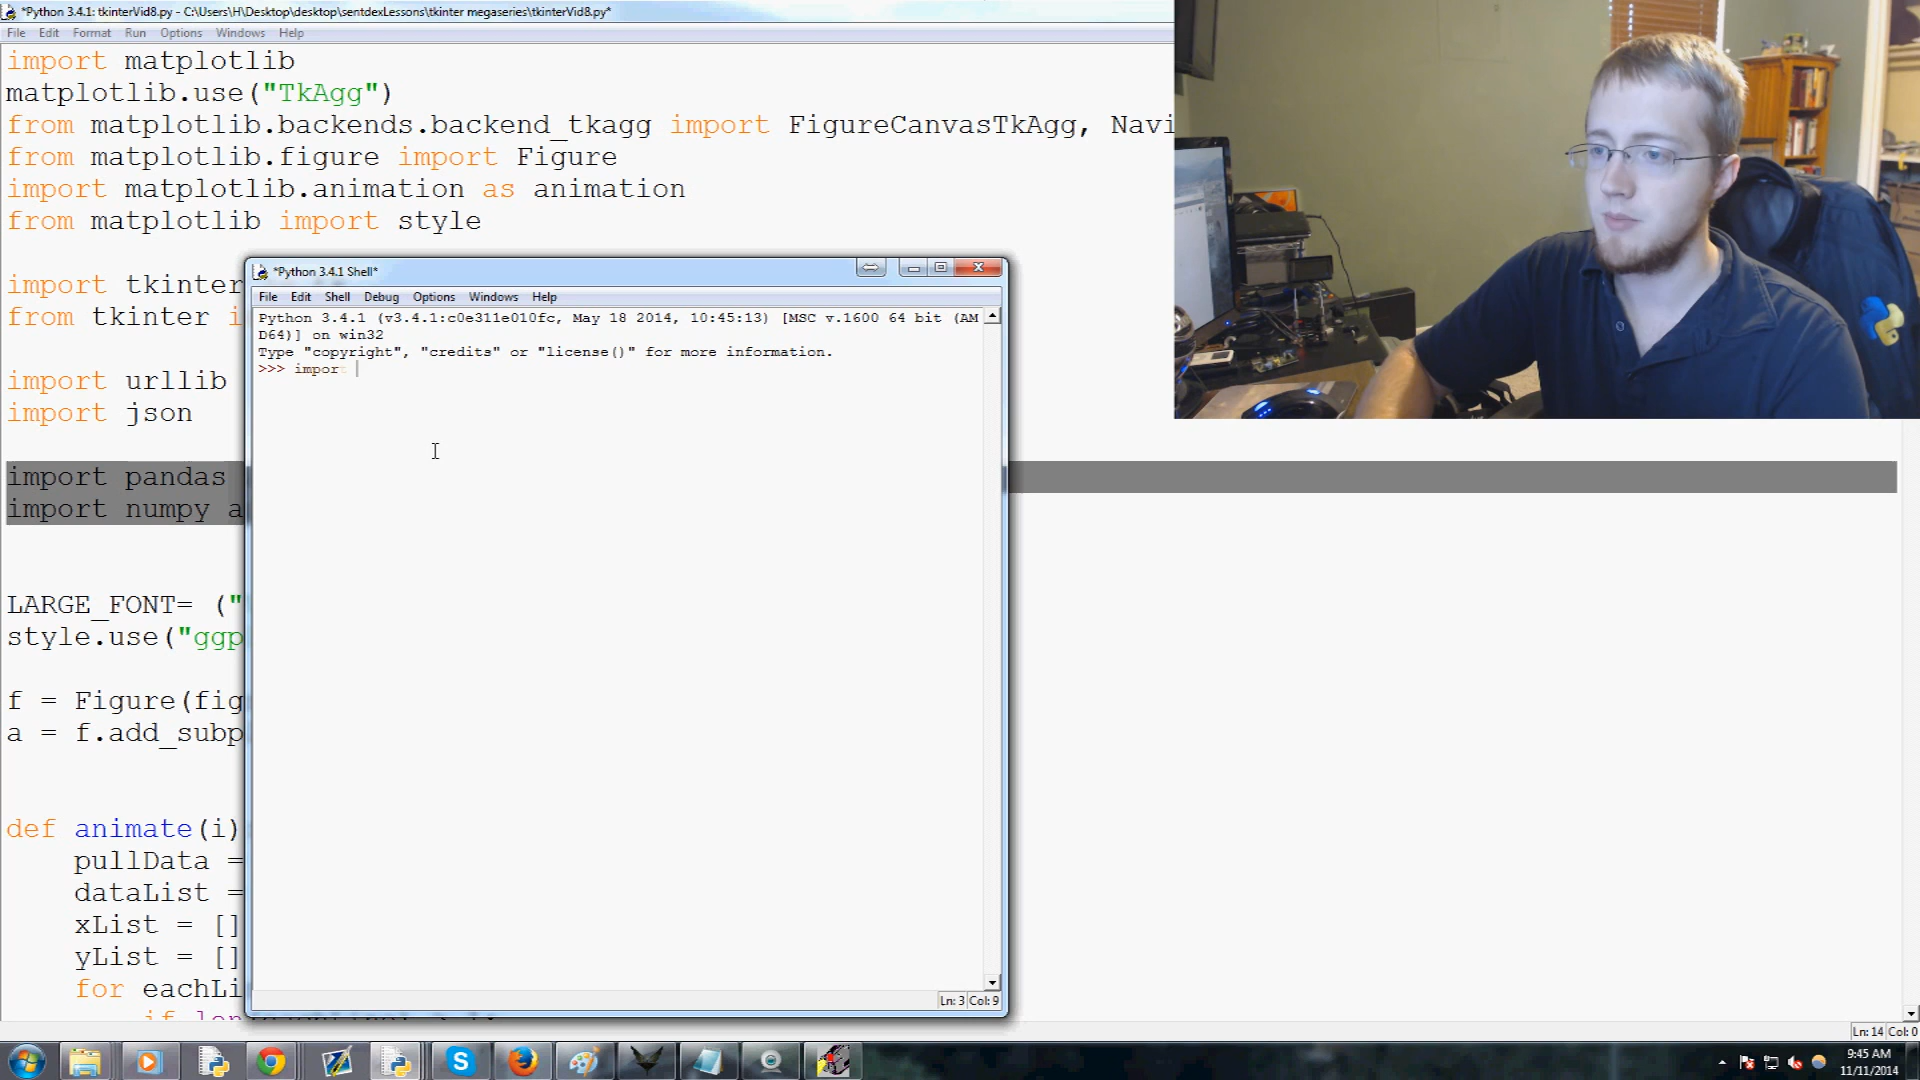 *Python 3.4.1: tkinterVid8.py - C:\Users\H\Desktop\desktop\sentdexLessons\tkinter megaseries\tkinterVid8.py*
File Edit Format Run Options Windows Help
import matplotlib
matplotlib.use("TkAgg")
from matplotlib.backends.backend_tkagg import FigureCanvasTkAgg, Navi
from matplotlib.figure import Figure
import matplotlib.animation as animation
from matplotlib import style
import tkinter
from tkinter i
import urllib
import json
import pandas
import numpy a
LARGE_FONT= ("
style.use("ggp
f = Figure(fig
a = f.add_subp
def animate(i)
pullData =
dataList =
xList = []
yList = []
for eachLi
*Python 3.4.1 Shell*
File Edit Shell Debug Options Windows Help
Python 3.4.1 (v3.4.1:c0e311e010fc, May 18 2014, 10:45:13) [MSC v.1600 64 bit (AM
D64)] on win32
Type "copyright", "credits" or "license()" for more information.
>>> import
Ln: 3 Col: 9
Ln: 14 Col: 0
9:45 AM
11/11/2014